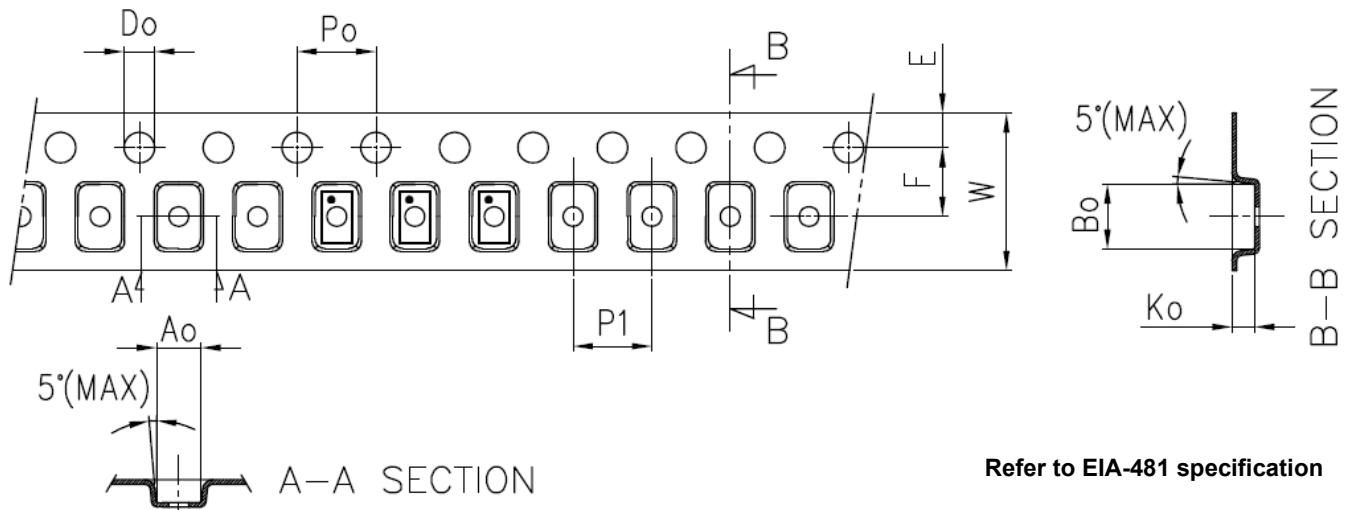 Do
Po
B
E
F
W
A
A
P1
B
Ao
5°(MAX)
A-A SECTION
5°(MAX)
Bo
Ko
B-B SECTION
Refer to EIA-481 specification